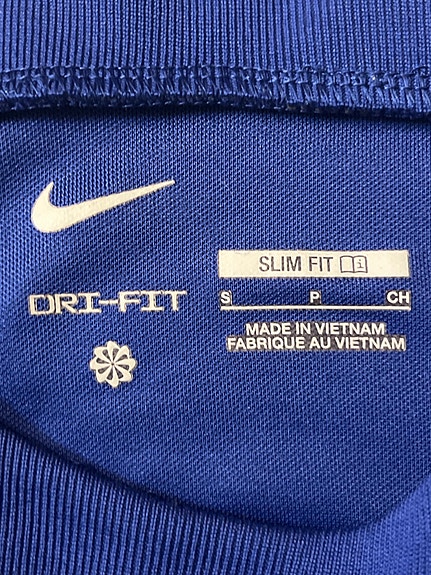 SLIM FIT
DRI-FIT
S P CH
MADE IN VIETNAM
FABRIQUE AU VIETNAM